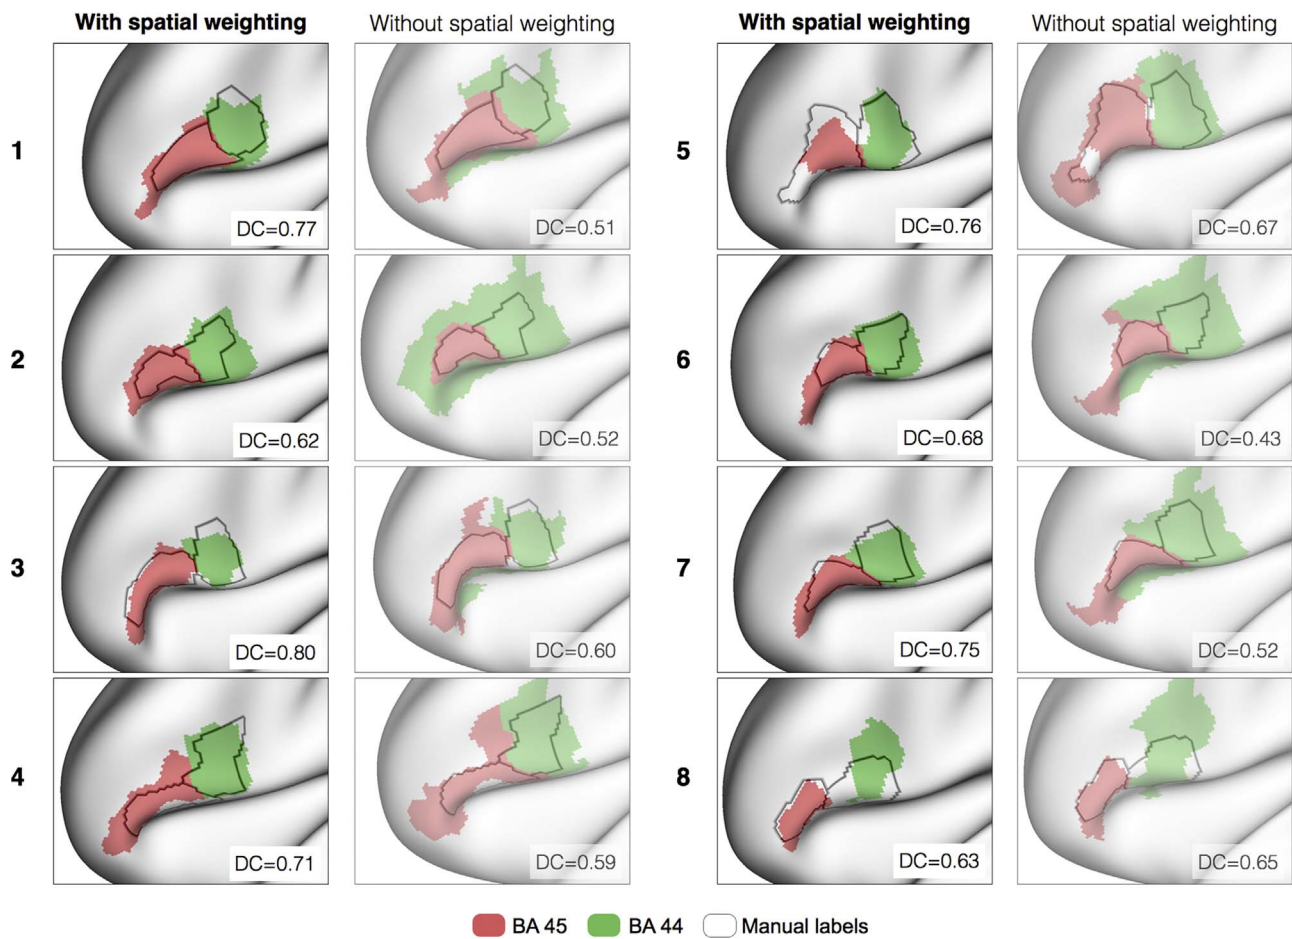 With spatial weighting
Without spatial weighting
With spatial weighting
Without spatial weighting
1
DC=0.77
DC=0.51
5
DC=0.76
DC=0.67
2
DC=0.62
DC=0.52
6
DC=0.68
DC=0.43
3
DC=0.80
DC=0.60
7
DC=0.75
DC=0.52
4
DC=0.71
DC=0.59
8
DC=0.63
DC=0.65
BA 45
BA 44
Manual labels